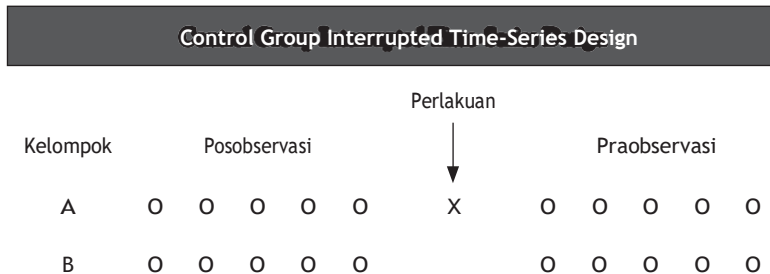 Control Group Interrupted Time-Series Design
Perlakuan
Kelompok Posobservasi Praobservasi
A O O O O O X O O O O O
B O O O O O O O O O O